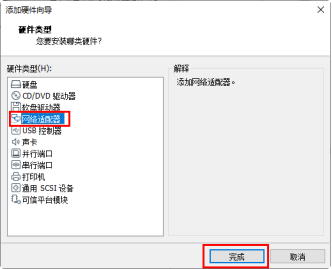 添加硬件向导
硬件类型
您要安装哪类硬件?
硬件类型(H):
解释
硬盘
添加网络适配器。
CD/DVD 驱动器
软盘驱动器
网络适配器
USB 控制器
声卡
并行端口
串行端口
打印机
通用 SCSI 设备
可信平台模块
完成
取消